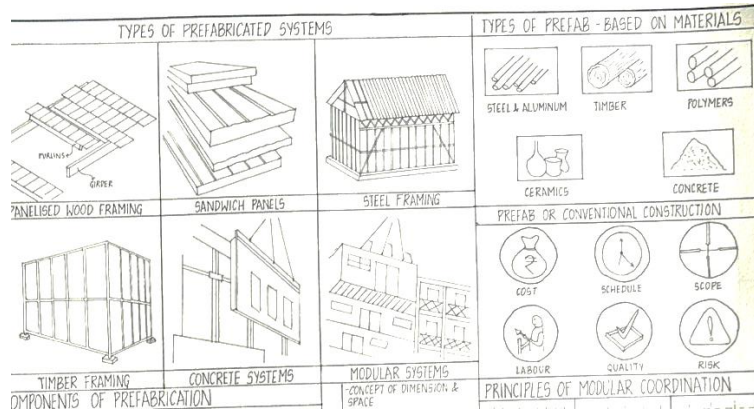 TYPES OF PREFABRICATED SYSTEMS
PURLINS
GIRDER
PANELISED WOOD FRAMING
SANDWICH PANELS
STEEL FRAMING
TIMBER FRAMING
CONCRETE SYSTEMS
MODULAR SYSTEMS
OMPONENTS OF PREFABRICATION
-CONCEPT OF DIMENSION &
SPACE
TYPES OF PREFAB - BASED ON MATERIALS
STEEL & ALUMINUM
TIMBER
POLYMERS
CERAMICS
CONCRETE
PREFAB OR CONVENTIONAL CONSTRUCTION
₹
COST
SCHEDULE
SCOPE
LABOUR
QUALITY
RISK
PRINCIPLES OF MODULAR COORDINATION